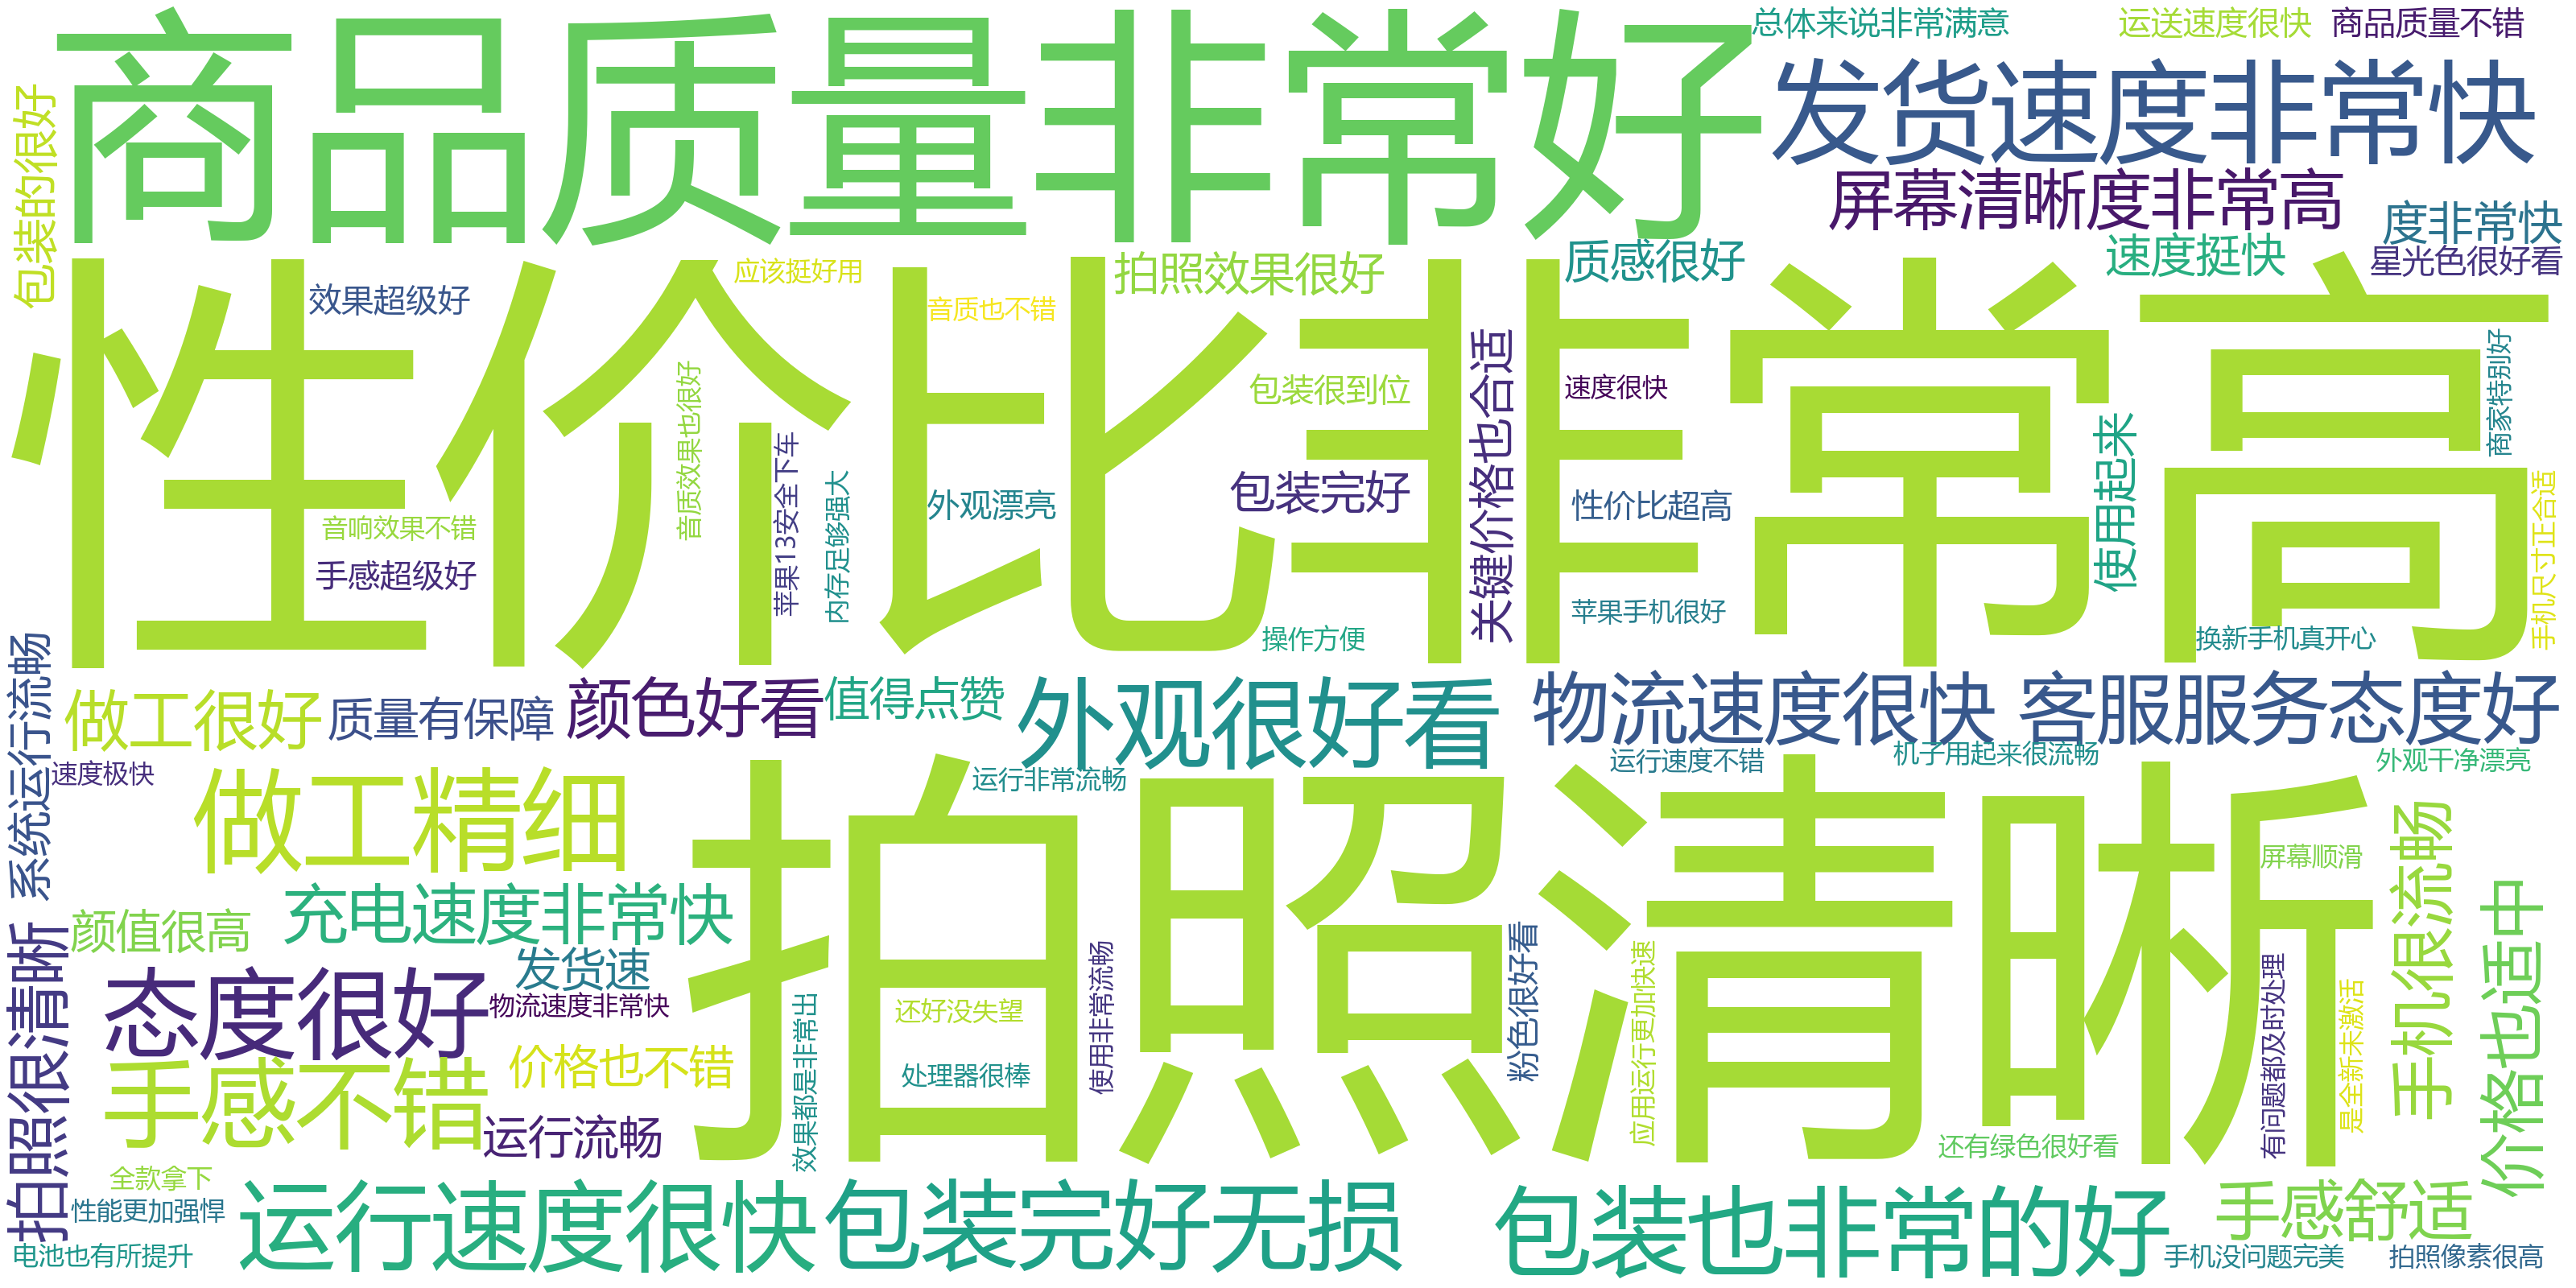 商品质量非常好
总体来说非常满意
运送速度很快
商品质量不错
发货速度非常快
包装的很好
屏幕清晰度非常高
度非常快
速度挺快
星光色很好看
质感很好
拍照效果很好
应该挺好用
效果超级好
音质也不错
性价比非常高
包装很到位
速度很快
关键价格也合适
商家特别好
音质效果也很好
苹果13安全下车
内存足够强大
外观漂亮
包装完好
性价比超高
使用起来
手机尺寸正合适
音响效果不错
手感超级好
苹果手机很好
操作方便
换新手机真开心
系统运行流畅
做工很好
质量有保障
颜色好看
值得点赞
外观很好看
物流速度很快
客服服务态度好
速度极快
运行非常流畅
运行速度不错
机子用起来很流畅
外观干净漂亮
做工精细
拍照清晰
屏幕顺滑
手机很流畅
价格也适中
充电速度非常快
颜值很高
发货速
拍照很清晰
态度很好
物流速度非常快
还好没失望
使用非常流畅
粉色很好看
应用运行更加快速
有问题都及时处理
是全新未激活
效果都是非常出
处理器很棒
手感不错
价格也不错
运行流畅
还有绿色很好看
全款拿下
性能更加强悍
电池也有所提升
运行速度很快
包装完好无损
包装也非常的好
手感舒适
手机没问题完美
拍照像素很高